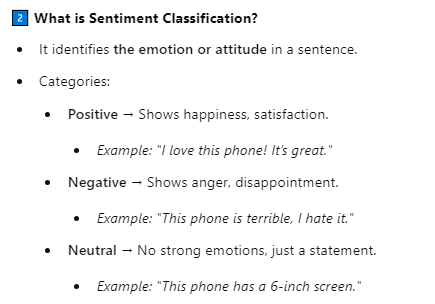 2 What is Sentiment Classification?
• It identifies the emotion or attitude in a sentence.
• Categories:
• Positive → Shows happiness, satisfaction.
• Example: "I love this phone! It's great."
• Negative → Shows anger, disappointment.
• Example: "This phone is terrible, I hate it."
• Neutral → No strong emotions, just a statement.
• Example: "This phone has a 6-inch screen."